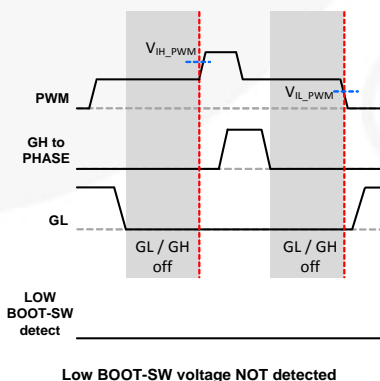 V_IH_PWM
PWM
V_IL_PWM
GH to
PHASE
GL
GL / GH
off
GL / GH
off
LOW
BOOT-SW
detect
Low BOOT-SW voltage NOT detected